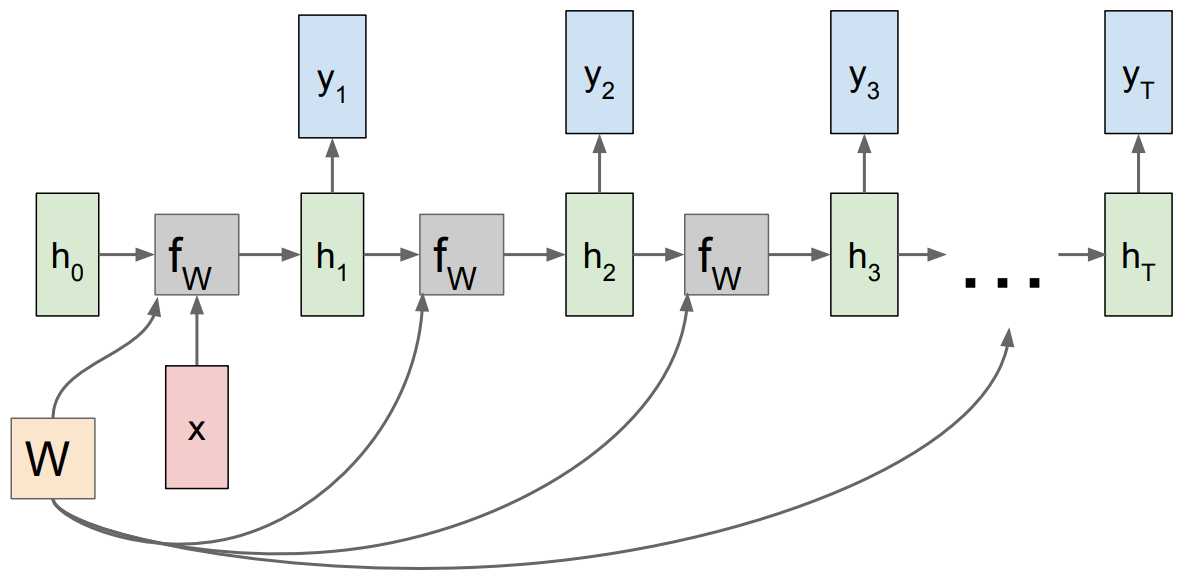 y1 y2 y3 yT
h0 fW h1 fW h2 fW h3 ... hT
W x